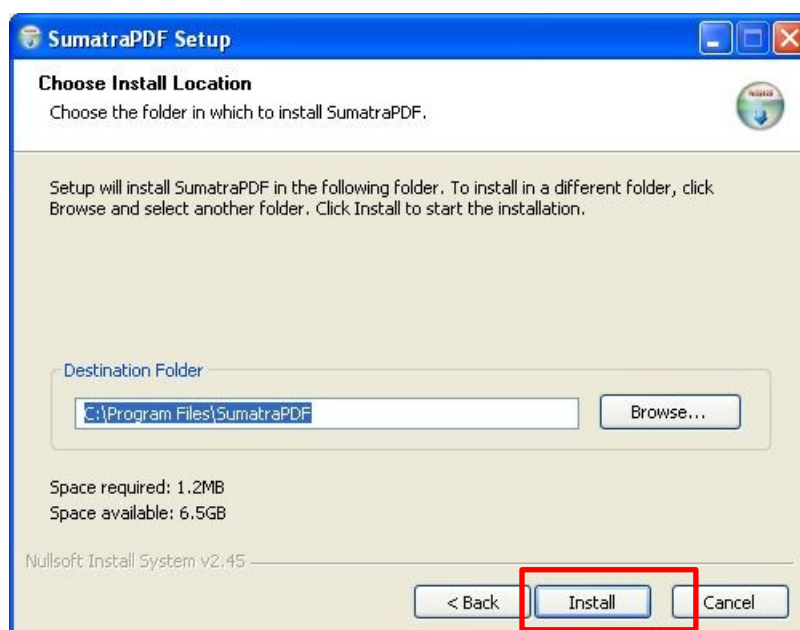 SumatraPDF Setup
Choose Install Location
Choose the folder in which to install SumatraPDF.
Setup will install SumatraPDF in the following folder. To install in a different folder, click
Browse and select another folder. Click Install to start the installation.
Destination Folder
C:\Program Files\SumatraPDF
Browse...
Space required: 1.2MB
Space available: 6.5GB
Nullsoft Install System v2.45
< Back
Install
Cancel